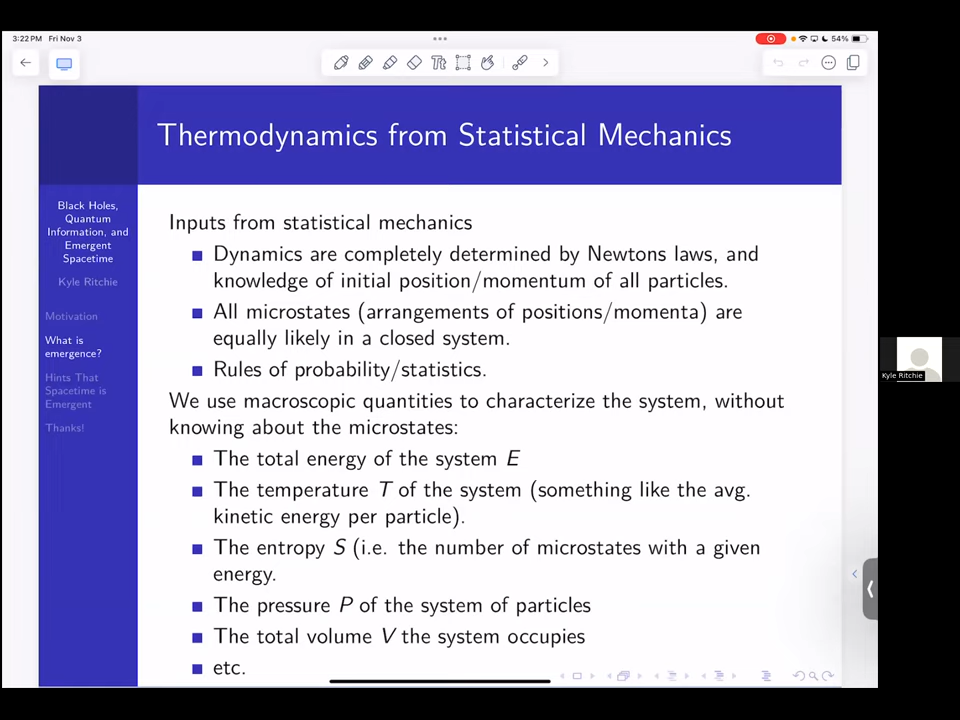 3:22 PM Fri Nov 3
54%
Thermodynamics from Statistical Mechanics
Black Holes,
Quantum
Information, and
Emergent
Spacetime
Kyle Ritchie
Motivation
What is
emergence?
Hints That
Spacetime is
Emergent
Thanks!
Inputs from statistical mechanics
Dynamics are completely determined by Newtons laws, and
knowledge of initial position/momentum of all particles.
All microstates (arrangements of positions/momenta) are
equally likely in a closed system.
Rules of probability/statistics.
We use macroscopic quantities to characterize the system, without
knowing about the microstates:
The total energy of the system E
The temperature T of the system (something like the avg.
kinetic energy per particle).
The entropy S (i.e. the number of microstates with a given
energy.
The pressure P of the system of particles
The total volume V the system occupies
etc.
Kyle Ritchie